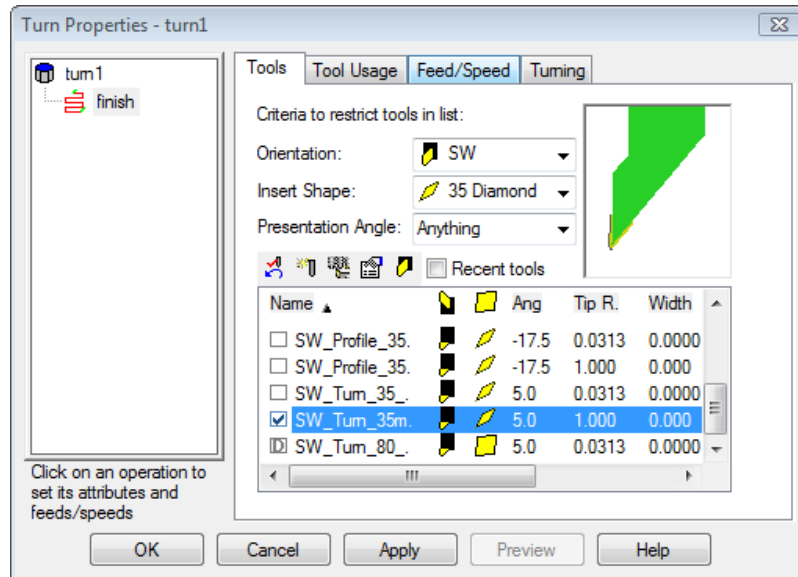 Turn Properties - turn1
turn1
finish
Click on an operation to
set its attributes and
feeds/speeds
Tools Tool Usage Feed/Speed Turning
Criteria to restrict tools in list:
Orientation: SW
Insert Shape: 35 Diamond
Presentation Angle: Anything
Recent tools
Name Ang Tip R. Width
SW_Profile_35. -17.5 0.0313 0.0000
SW_Profile_35. -17.5 1.000 0.000
SW_Turn_35_. 5.0 0.0313 0.0000
SW_Turn_35m. 5.0 1.000 0.000
D SW_Turn_80_. 5.0 0.0313 0.0000
OK Cancel Apply Preview Help